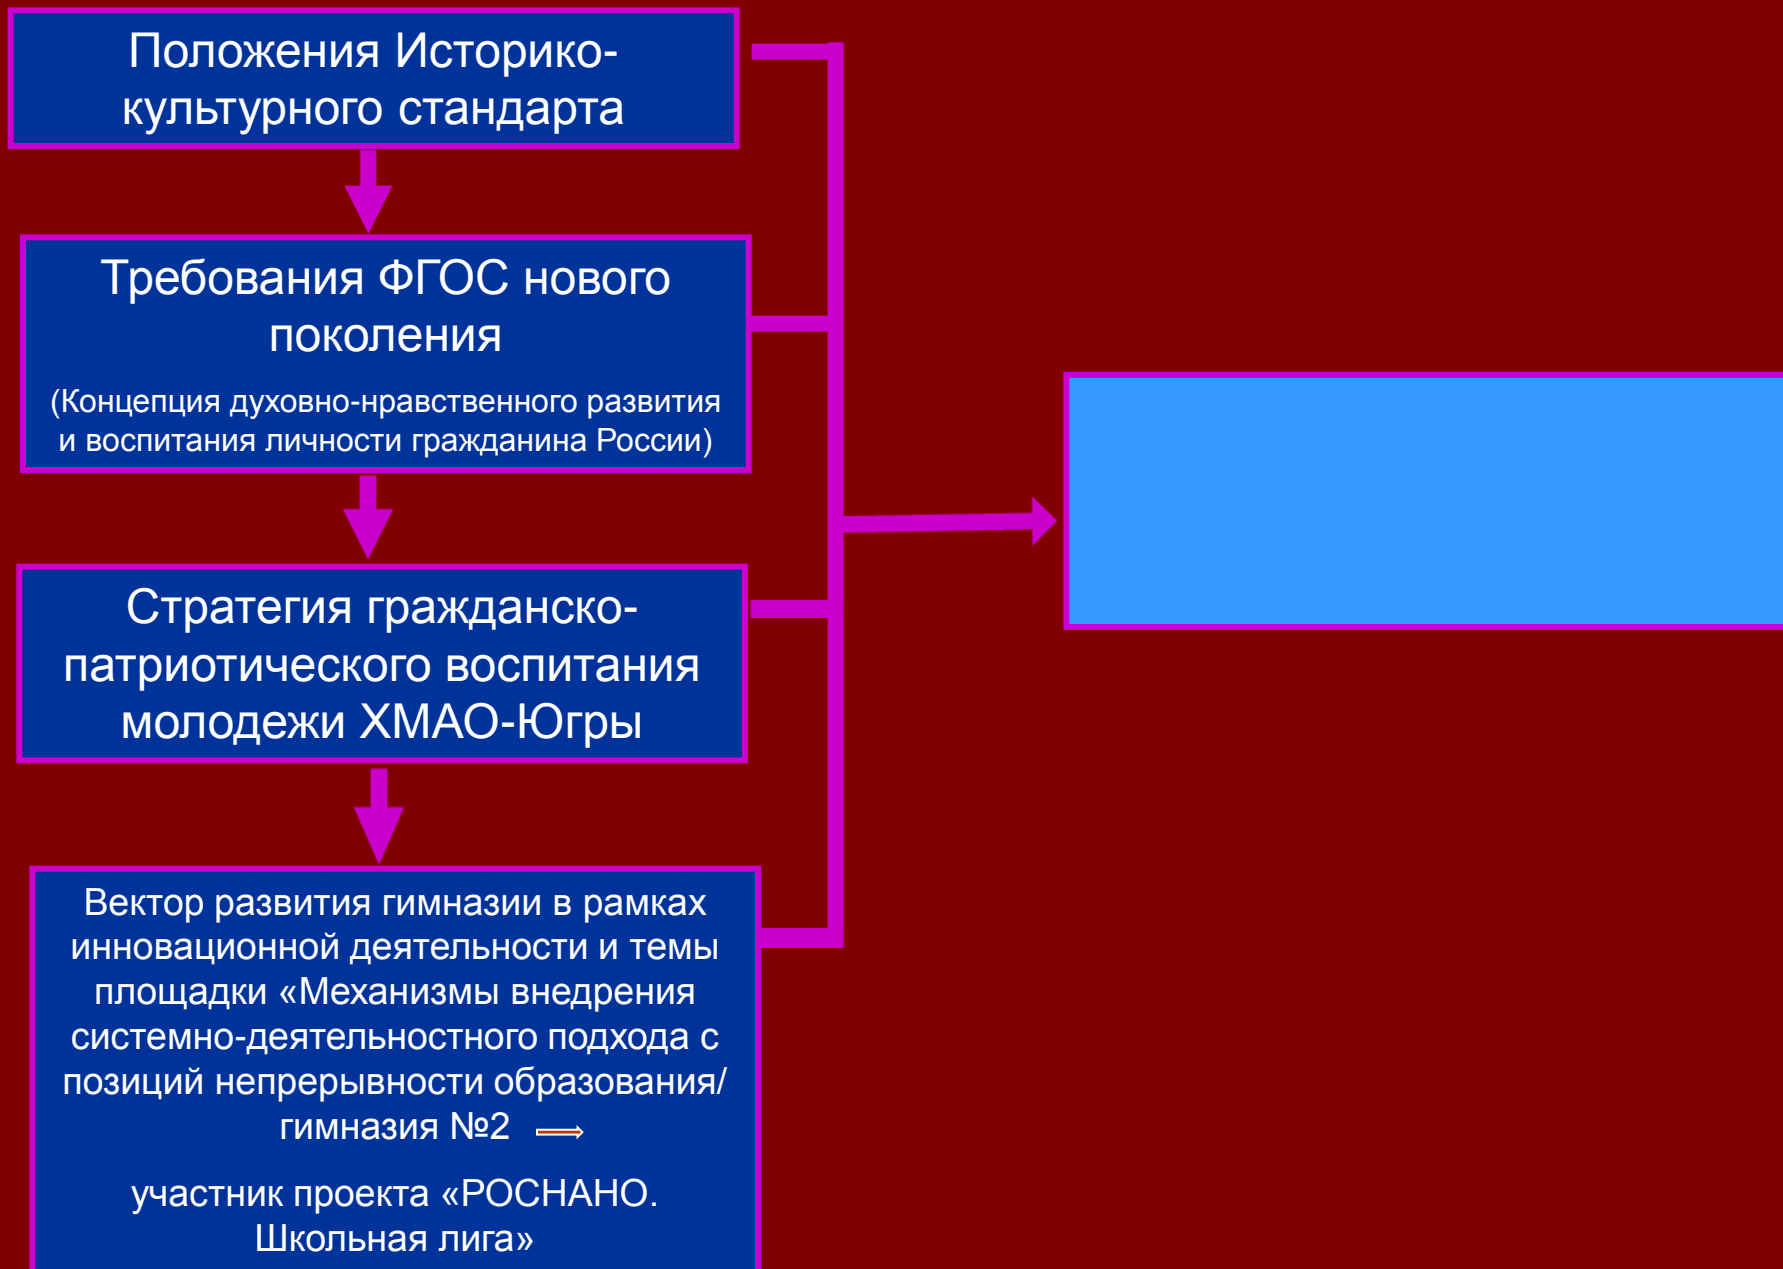 Положения Историко-
культурного стандарта
Требования ФГОС нового
поколения
(Концепция духовно-нравственного развития
и воспитания личности гражданина России)
Стратегия гражданско-
патриотического воспитания
молодежи ХМАО-Югры
Вектор развития гимназии в рамках
инновационной деятельности и темы
площадки «Механизмы внедрения
системно-деятельностного подхода с
позиций непрерывности образования/
гимназия №2
участник проекта «РОСНАНО.
Школьная лига»